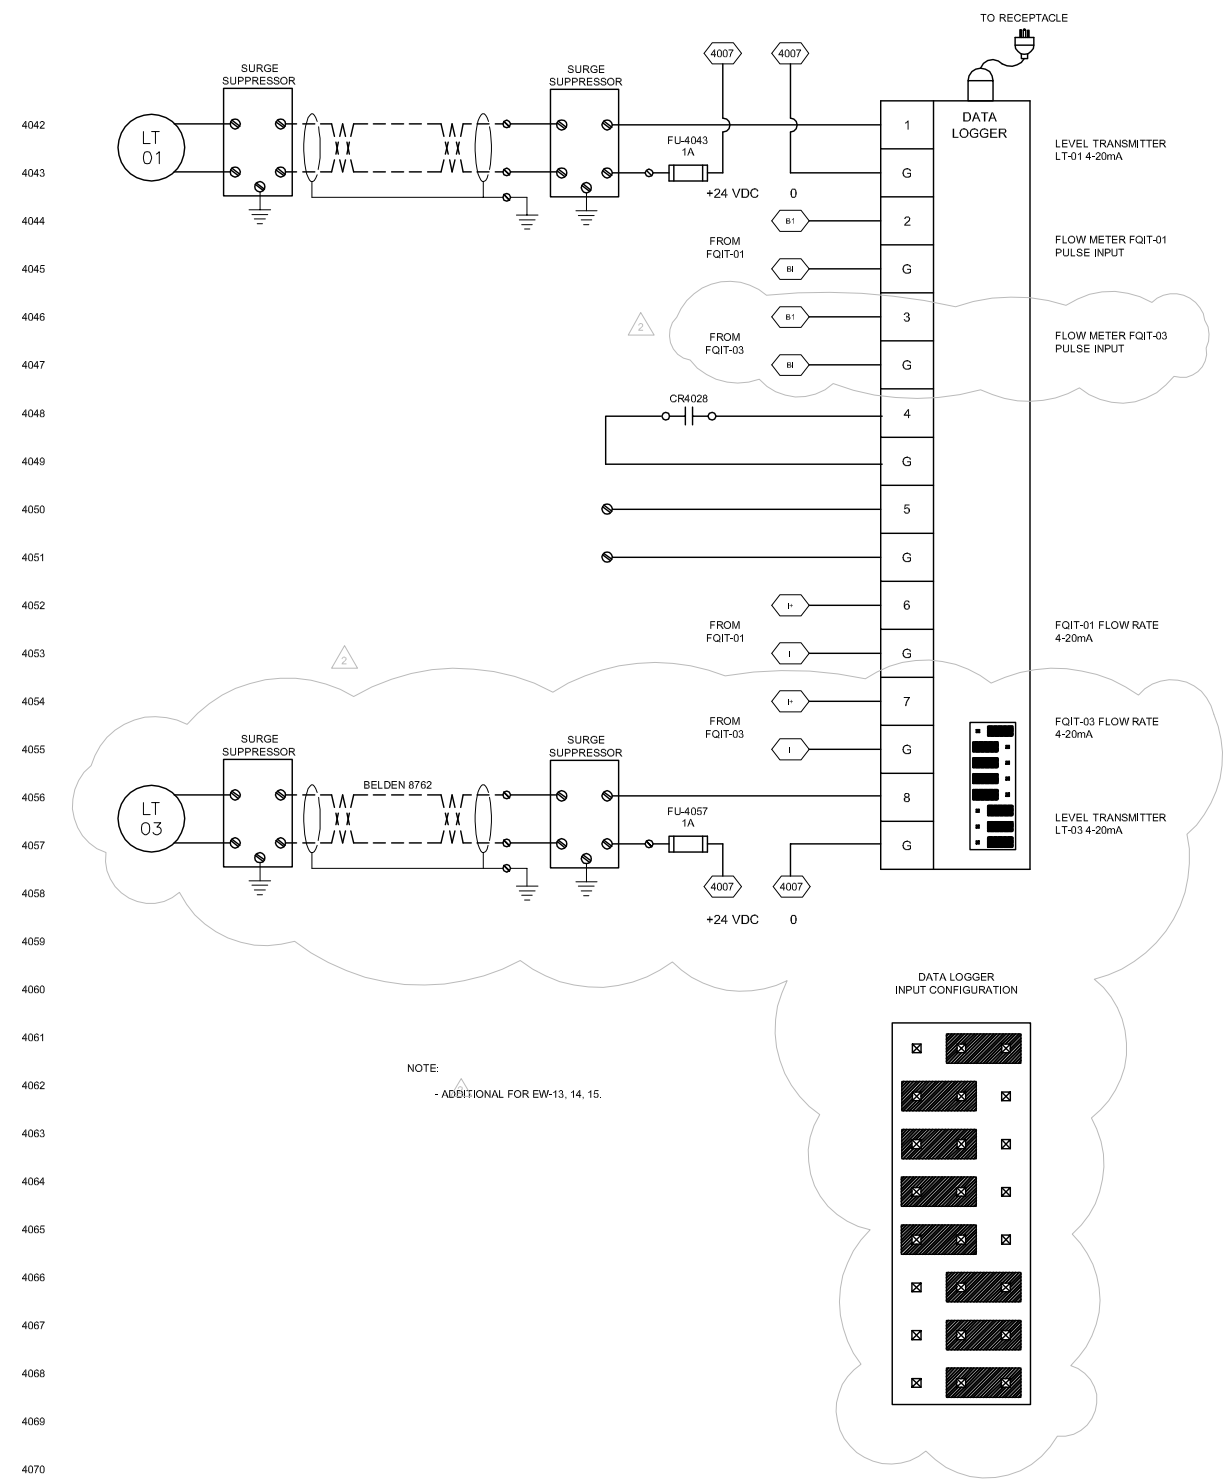 TO RECEPTACLE
4007
4007
SURGE
SUPPRESSOR
SURGE
SUPPRESSOR
4042
LT
01
FU-4043
1A
1
DATA
LOGGER
LEVEL TRANSMITTER
LT-01 4-20mA
4043
G
+24 VDC
0
4044
B1
2
FROM
FQIT-01
FLOW METER FQIT-01
PULSE INPUT
4045
BI
G
4046
2
B1
3
FROM
FQIT-03
FLOW METER FQIT-03
PULSE INPUT
4047
BI
G
CR4028
4048
4
4049
G
4050
5
4051
G
4052
I+
6
FROM
FQIT-01
FQIT-01 FLOW RATE
4-20mA
4053
2
I
G
4054
I+
7
FROM
FQIT-03
FQIT-03 FLOW RATE
4-20mA
4055
SURGE
SUPPRESSOR
SURGE
SUPPRESSOR
I
G
4056
LT
03
BELDEN 8762
FU-4057
1A
8
LEVEL TRANSMITTER
LT-03 4-20mA
4057
G
4058
4007
4007
+24 VDC
0
4059
4060
DATA LOGGER
INPUT CONFIGURATION
4061
NOTE:
4062
- ADDITIONAL FOR EW-13, 14, 15.
4063
4064
4065
4066
4067
4068
4069
4070